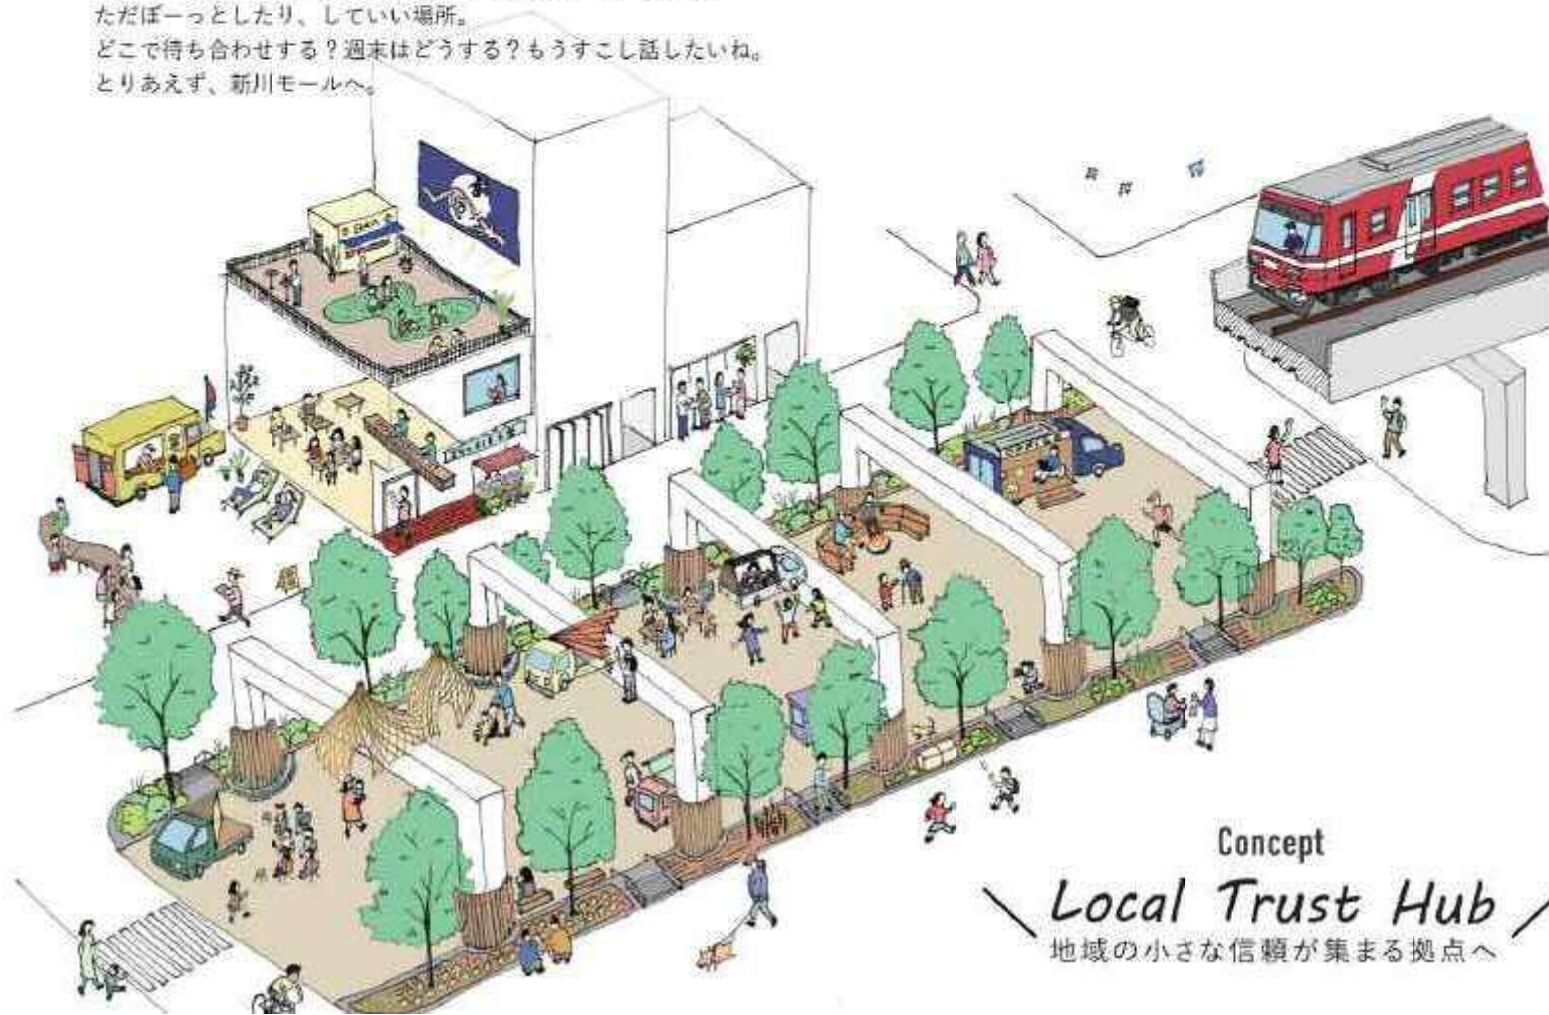 ただぼーっとしたり、していい場所。
どこで待ち合わせする？週末はどうする？もうすこし話したいね。
とりあえず、新川モールへ。
Concept
Local Trust Hub
地域の小さな信頼が集まる拠点へ